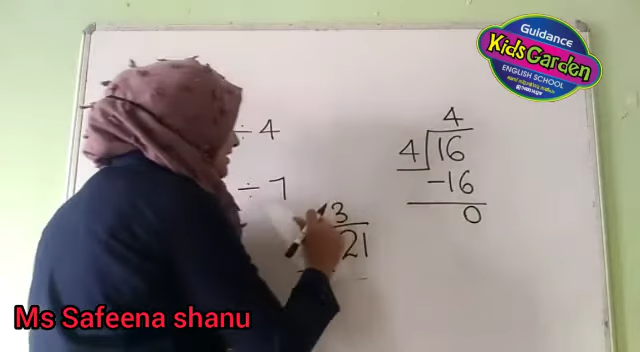 Guidance
Kids Garden
ENGLISH SCHOOL
÷ 4
÷ 7
3
21
4
4 16
-16
0
Ms Safeena shanu